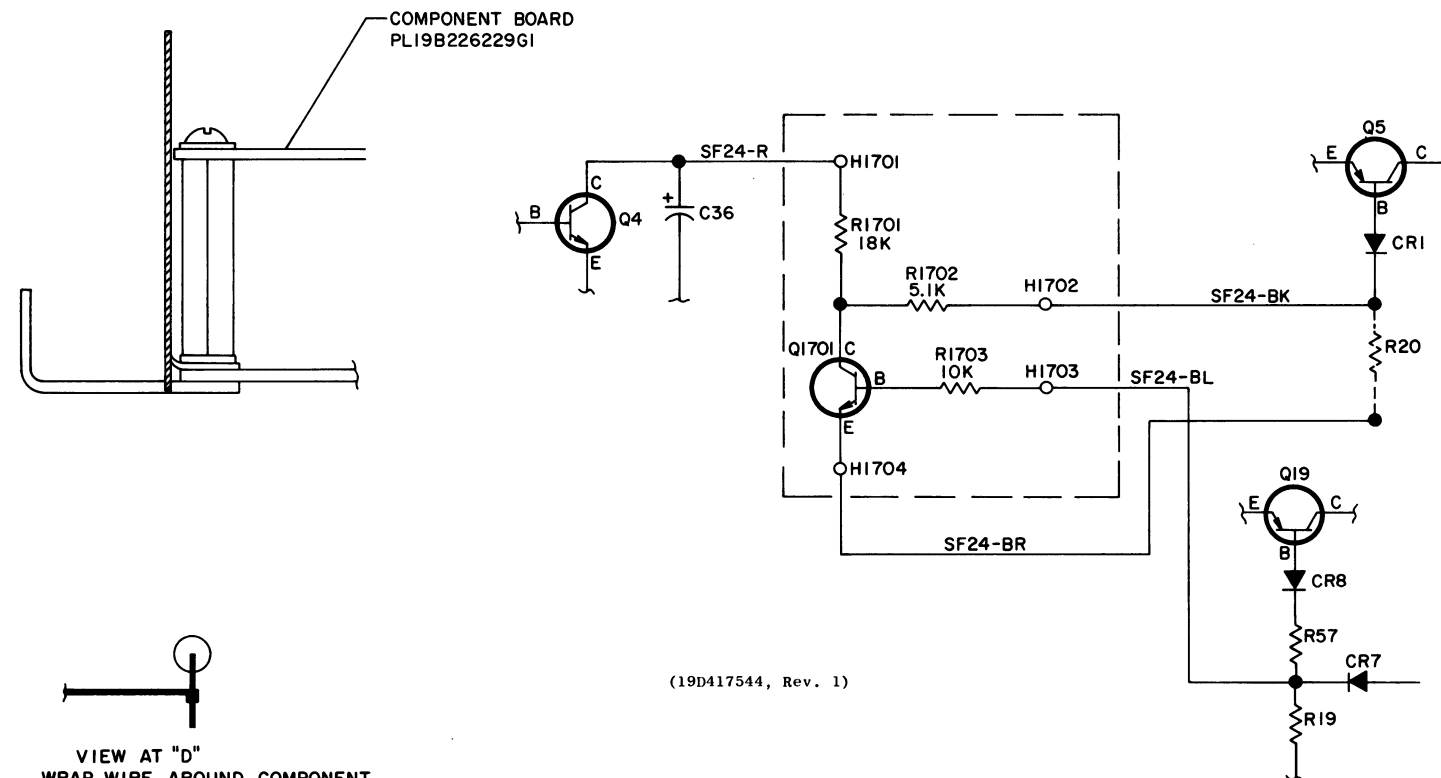 COMPONENT BOARD
PL19B226229G1
SF24-R
H1701
C
B
Q4
E
+
C36
R1701
18K
R1702
5.1K
H1702
SF24-BK
Q5
E
C
B
CR1
R20
Q1701
C
B
E
R1703
10K
H1703
SF24-BL
H1704
SF24-BR
Q19
E
C
B
CR8
R57
CR7
R19
(19D417544, Rev. 1)
VIEW AT "D"
WRAP WIRE AROUND COMPONENT